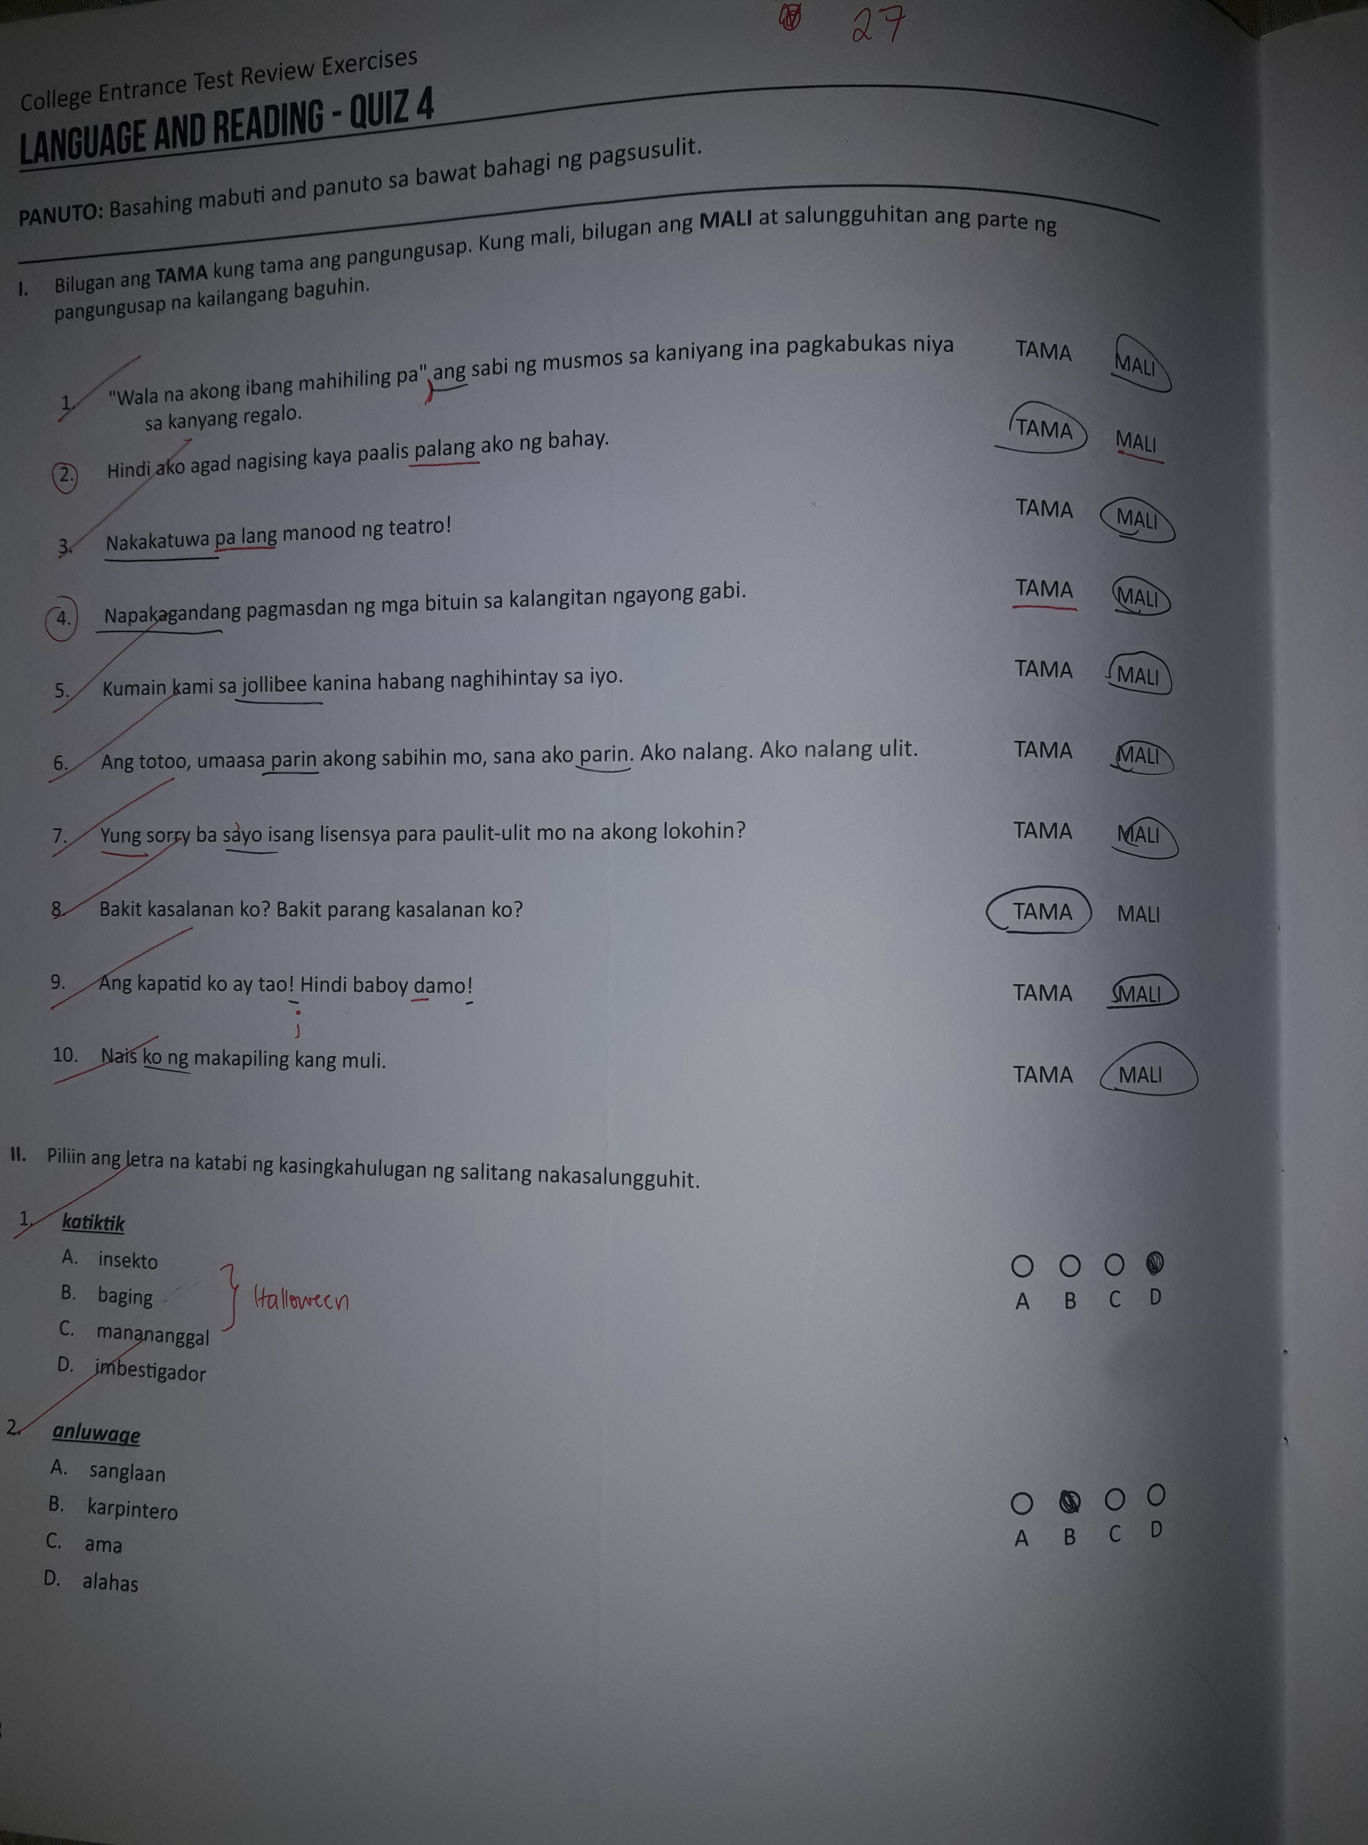 27
College Entrance Test Review Exercises
LANGUAGE AND READING - QUIZ 4
PANUTO: Basahing mabuti and panuto sa bawat bahagi ng pagsusulit.
I. Bilugan ang TAMA kung tama ang pangungusap. Kung mali, bilugan ang MALI at salungguhitan ang parte ng
pangungusap na kailangang baguhin.
1. "Wala na akong ibang mahihiling pa" , ang sabi ng musmos sa kaniyang ina pagkabukas niya TAMA MALI
sa kanyang regalo.
2. Hindi ako agad nagising kaya paalis palang ako ng bahay. TAMA MALI
3. Nakakatuwa pa lang manood ng teatro! TAMA MALI
4. Napakagandang pagmasdan ng mga bituin sa kalangitan ngayong gabi. TAMA MALI
5. Kumain kami sa jollibee kanina habang naghihintay sa iyo. TAMA MALI
6. Ang totoo, umaasa parin akong sabihin mo, sana ako parin. Ako nalang. Ako nalang ulit. TAMA MALI
7. Yung sorry ba sa'yo isang lisensya para paulit-ulit mo na akong lokohin? TAMA MALI
8. Bakit kasalanan ko? Bakit parang kasalanan ko? TAMA MALI
9. Ang kapatid ko ay tao! Hindi baboy damo! TAMA MALI
;
10. Nais ko ng makapiling kang muli. TAMA MALI
II. Piliin ang letra na katabi ng kasingkahulugan ng salitang nakasalungguhit.
1. katiktik
A. insekto
B. baging
C. manananggal
D. imbestigador
} Halloween
A B C D
2. anluwage
A. sanglaan
B. karpintero
C. ama
D. alahas
A B C D